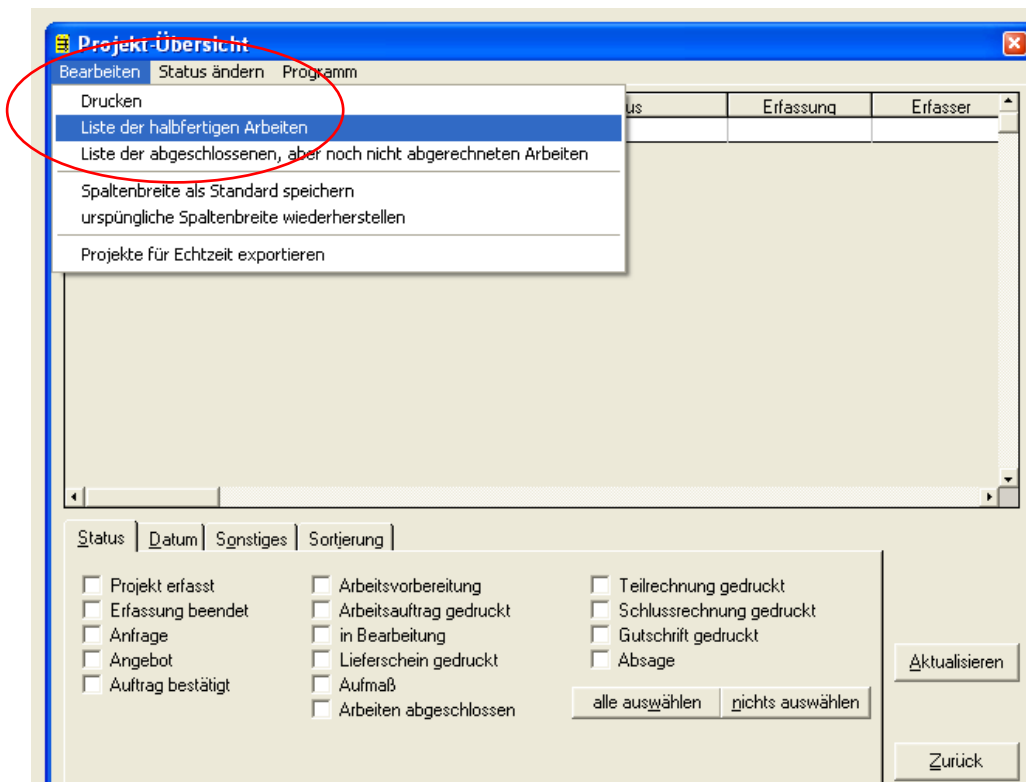 Projekt-Übersicht
Bearbeiten Status ändern Programm
Drucken
us Erfassung Erfasser
Liste der halbfertigen Arbeiten
Liste der abgeschlossenen, aber noch nicht abgerechneten Arbeiten
Spaltenbreite als Standard speichern
urspüngliche Spaltenbreite wiederherstellen
Projekte für Echtzeit exportieren
Status Datum Sonstiges Sortierung
Projekt erfasst Arbeitsvorbereitung Teilrechnung gedruckt
Erfassung beendet Arbeitsauftrag gedruckt Schlussrechnung gedruckt
Anfrage in Bearbeitung Gutschrift gedruckt
Angebot Lieferschein gedruckt Absage Aktualisieren
Auftrag bestätigt Aufmaß
alle auswählen nichts auswählen
Arbeiten abgeschlossen
Zurück